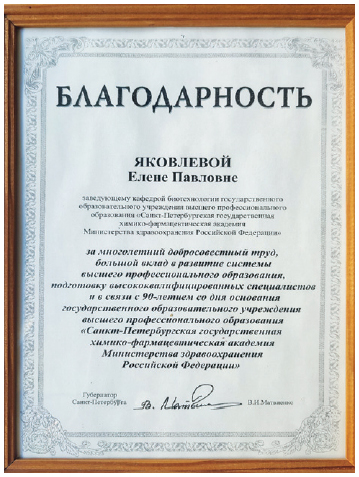 БЛАГОДАРНОСТЬ
ЯКОВЛЕВОЙ
Елене Павловне
заведующему кафедрой биотехнологии государственного
образовательного учреждения высшего профессионального
образования «Санкт-Петербургская государственная
химико-фармацевтическая академия
Министерства здравоохранения Российской Федерации»
за многолетний добросовестный труд,
большой вклад в развитие системы
высшего профессионального образования,
подготовку высококвалифицированных специалистов
и в связи с 90-летием со дня основания
государственного образовательного учреждения
высшего профессионального образования
«Санкт-Петербургская государственная
химико-фармацевтическая академия
Министерства здравоохранения
Российской Федерации»
Губернатор
Санкт-Петербурга
В.И.Матвиенко